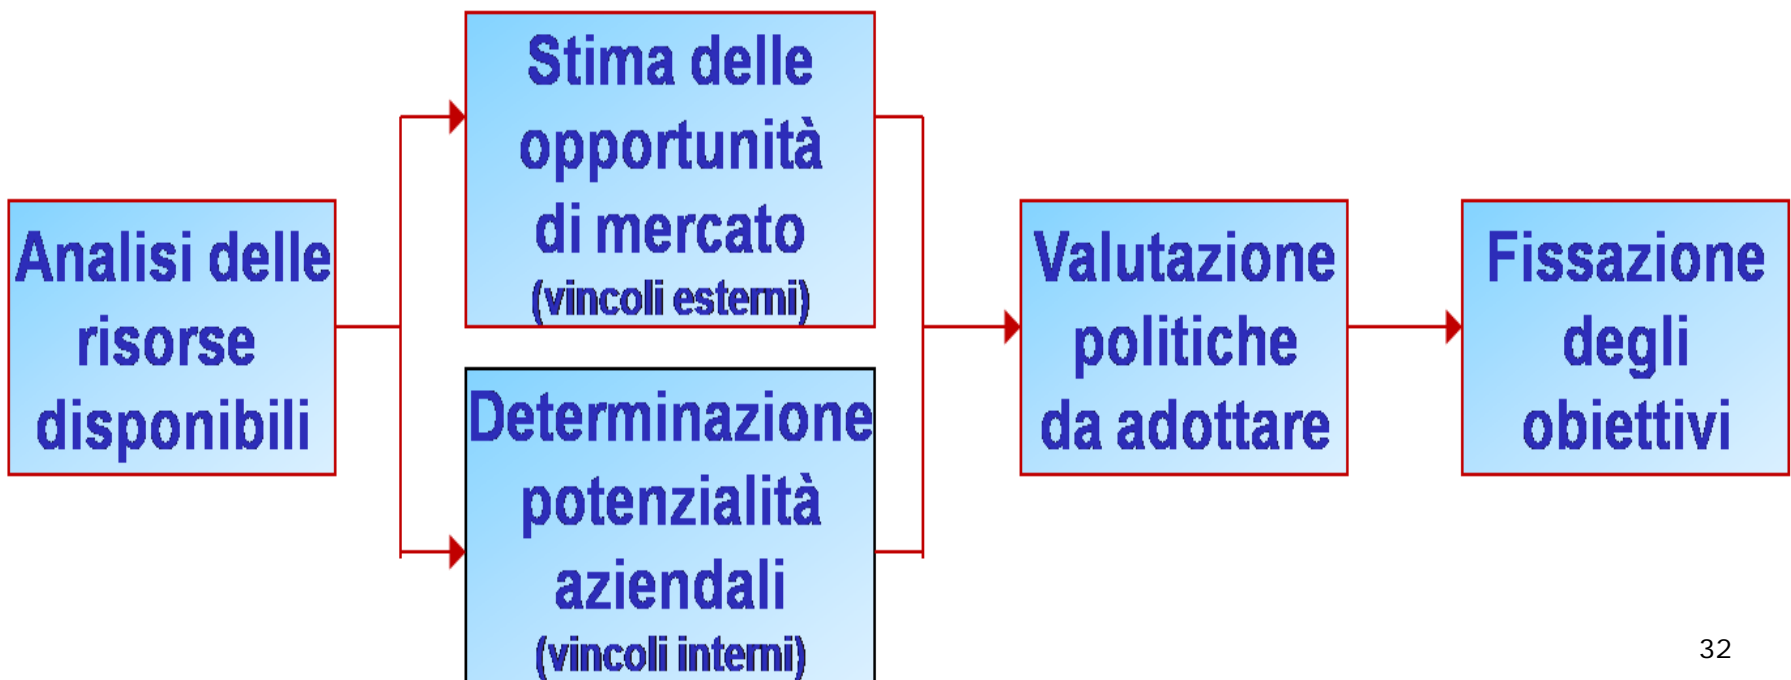 Analisi delle
risorse
disponibili
Stima delle
opportunità
di mercato
(vincoli esterni)
Determinazione
potenzialità
aziendali
(vincoli interni)
Valutazione
politiche
da adottare
Fissazione
degli
obiettivi
32